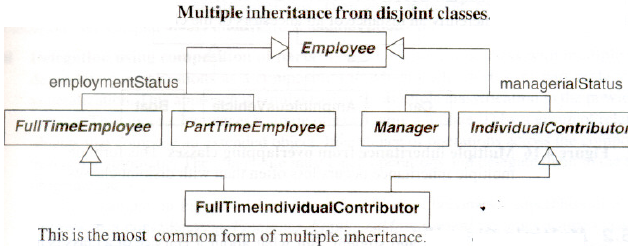 Multiple inheritance from disjoint classes.
Employee
employmentStatus
managerialStatus
FullTimeEmployee
PartTimeEmployee
Manager
IndividualContributor
FullTimeIndividualContributor
This is the most common form of multiple inheritance.